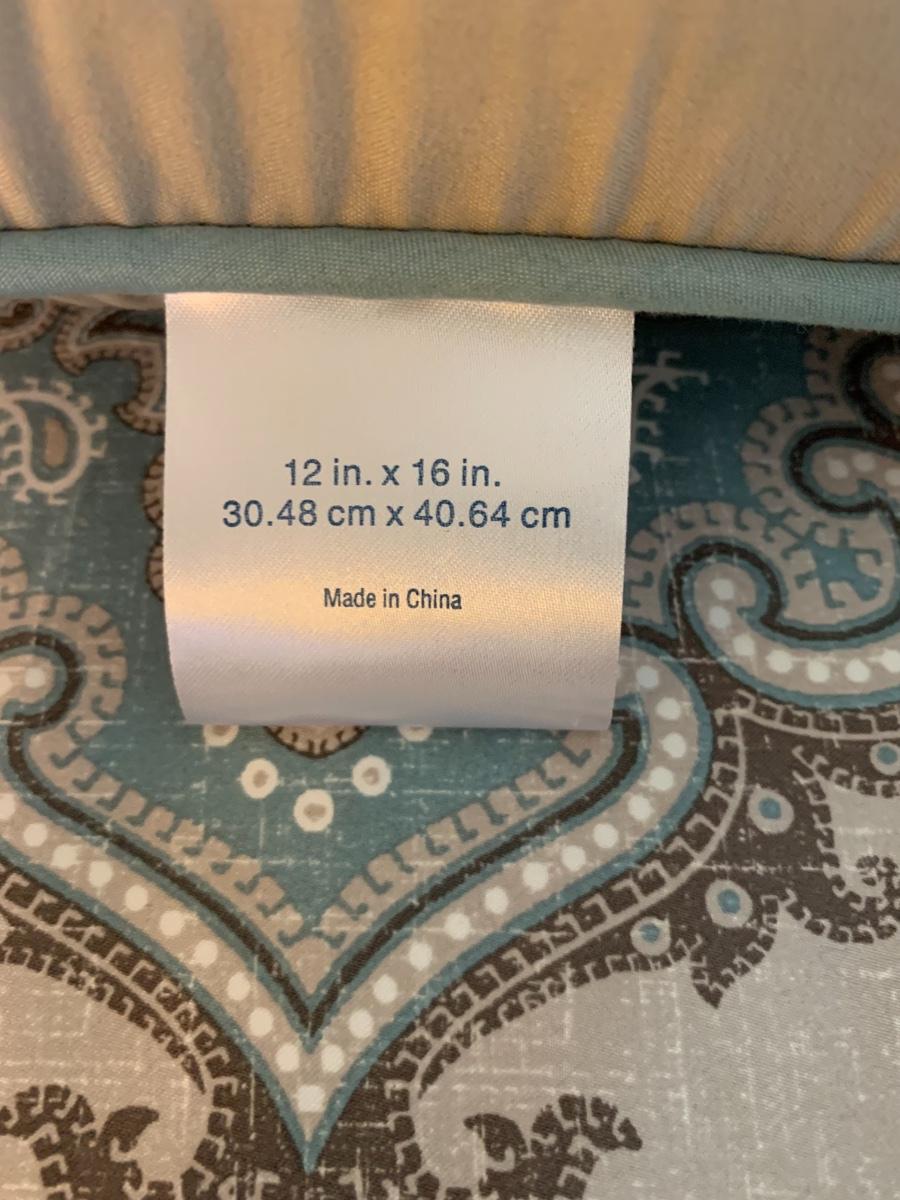 12 in. x 16 in.
30.48 cm x 40.64 cm
Made in China